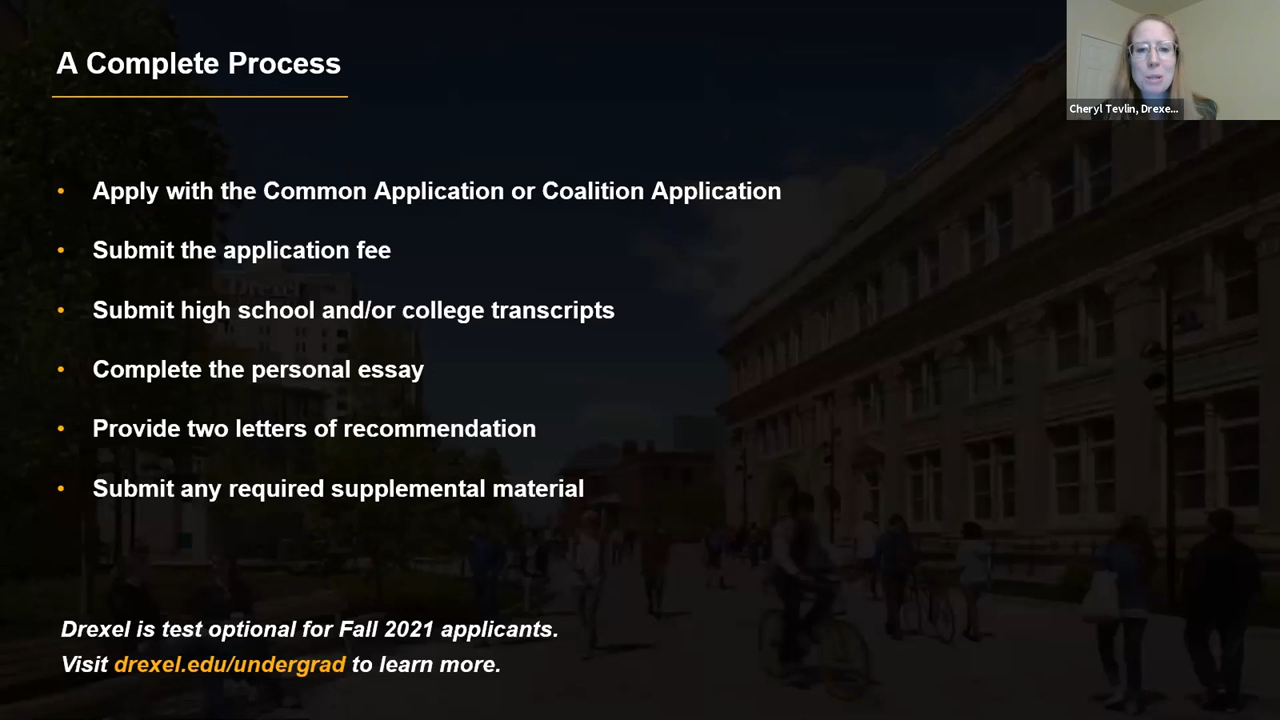 A Complete Process
Cheryl Tevlin, Drexe...
• Apply with the Common Application or Coalition Application
• Submit the application fee
• Submit high school and/or college transcripts
• Complete the personal essay
• Provide two letters of recommendation
• Submit any required supplemental material
Drexel is test optional for Fall 2021 applicants.
Visit drexel.edu/undergrad to learn more.